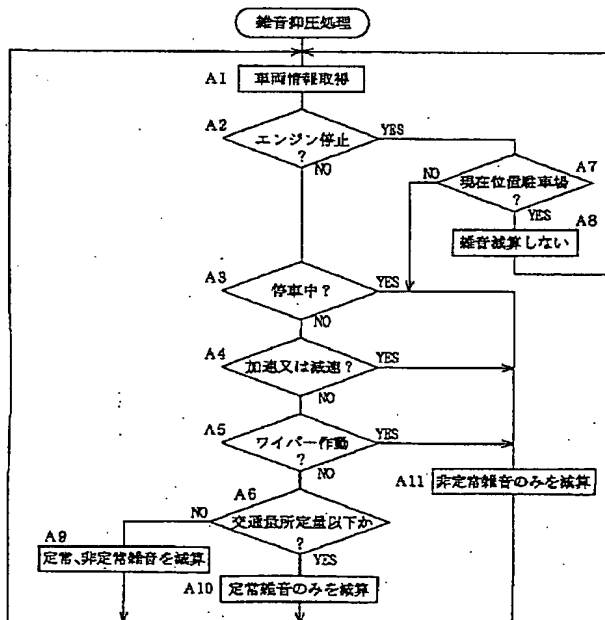 雑音抑圧処理
A1
車両情報取得
A2
エンジン停止
?
YES
NO
A7
現在位置駐車場
?
NO
YES
A8
雑音減算しない
A3
停車中?
YES
NO
A4
加速又は減速?
YES
NO
A5
ワイパー作動
?
YES
NO
A11
非定常雑音のみを減算
A6
交通量所定量以下か
?
NO
YES
A9
定常、非定常雑音を減算
A10
定常雑音のみを減算